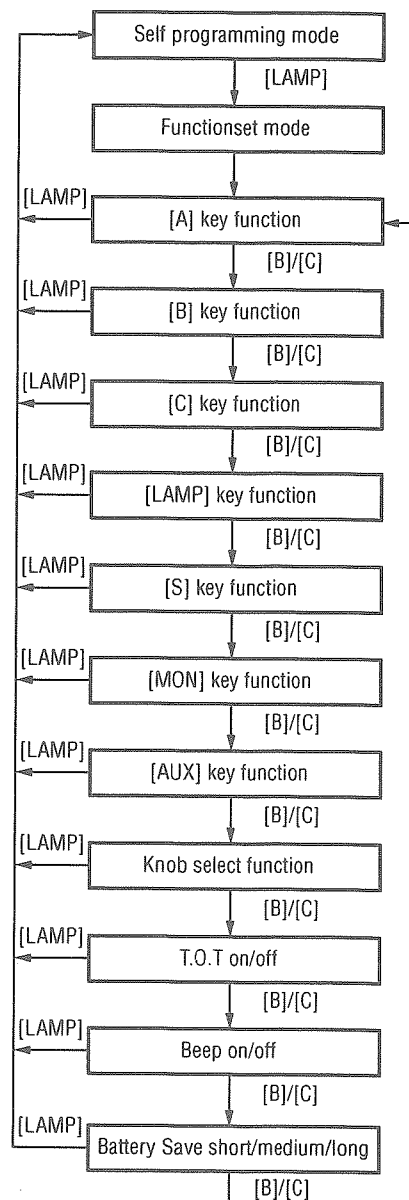 Self programming mode
[LAMP]
Functionset mode
[LAMP]
[A] key function
[B]/[C]
[LAMP]
[B] key function
[B]/[C]
[LAMP]
[C] key function
[B]/[C]
[LAMP]
[LAMP] key function
[B]/[C]
[LAMP]
[S] key function
[B]/[C]
[LAMP]
[MON] key function
[B]/[C]
[LAMP]
[AUX] key function
[B]/[C]
[LAMP]
Knob select function
[B]/[C]
[LAMP]
T.O.T on/off
[B]/[C]
[LAMP]
Beep on/off
[B]/[C]
[LAMP]
Battery Save short/medium/long
[B]/[C]